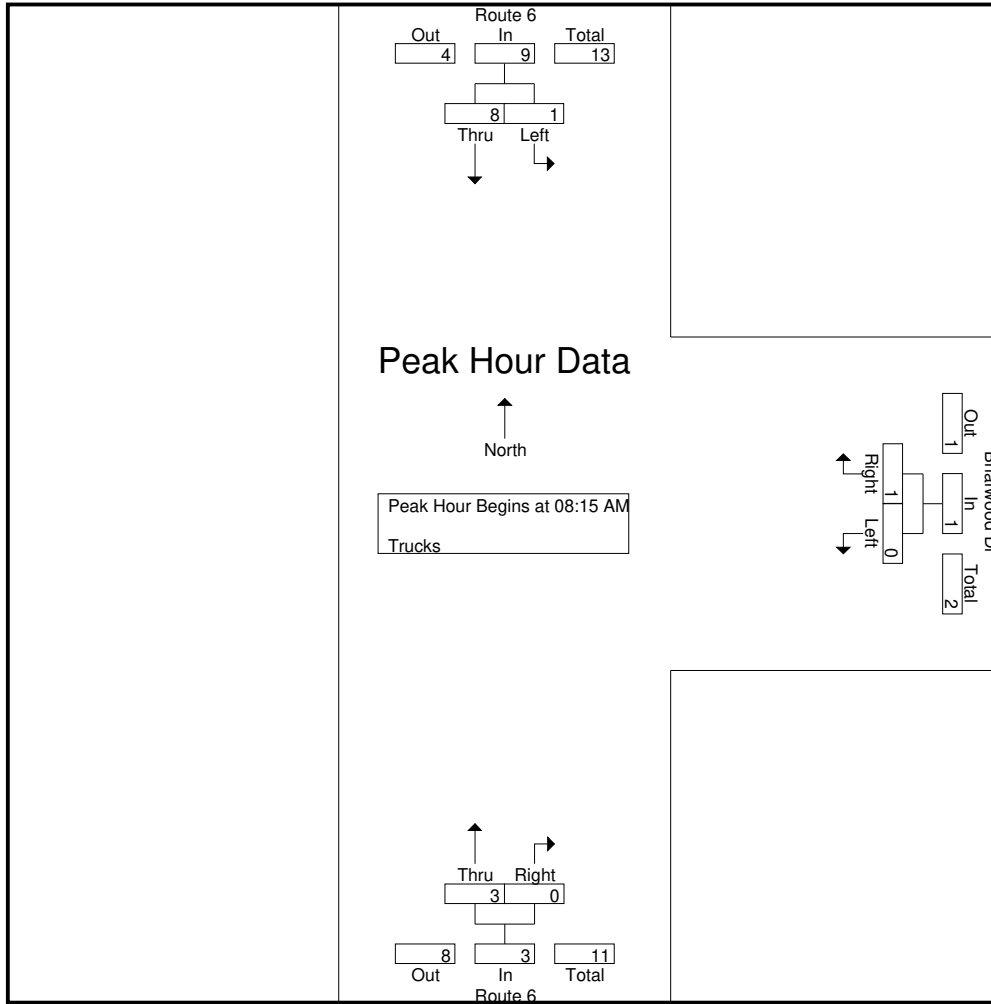 Route 6
Out In Total
4 9 13
8 1
Thru Left
Peak Hour Data
North
Peak Hour Begins at 08:15 AM
Trucks
Right Left
1 0
Out In Total
1 1 2
Thru Right
3 0
8 3 11
Out In Total
Route 6